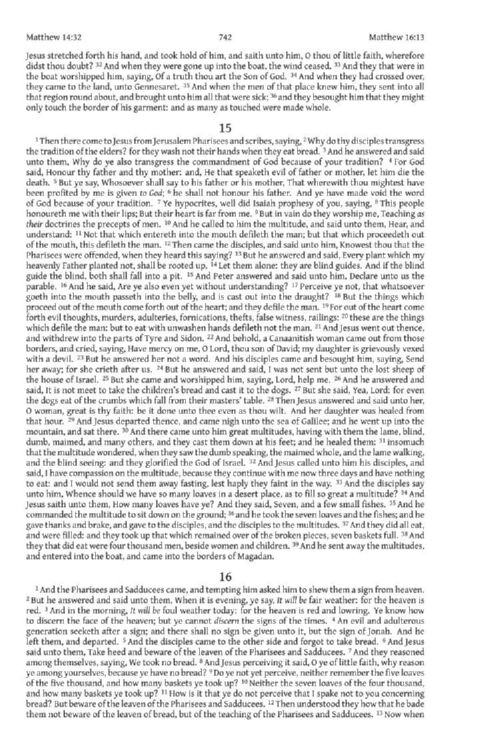 Matthew 14:32 742 Matthew 16:13
Jesus stretched forth his hand, and took hold of him, and saith unto him, O thou of little faith, wherefore
didst thou doubt? 32 And when they were gone up into the boat, the wind ceased. 33 And they that were in
the boat worshipped him, saying, Of a truth thou art the Son of God. 34 And when they had crossed over,
they came to the land, unto Gennesaret. 35 And when the men of that place knew him, they sent into all
that region round about, and brought unto him all that were sick; 36 and they besought him that they might
only touch the border of his garment: and as many as touched were made whole.
15
1 Then there come to Jesus from Jerusalem Pharisees and scribes, saying, 2 Why do thy disciples transgress
the tradition of the elders? for they wash not their hands when they eat bread. 3 And he answered and said
unto them, Why do ye also transgress the commandment of God because of your tradition? 4 For God
said, Honour thy father and thy mother: and, He that speaketh evil of father or mother, let him die the
death. 5 But ye say, Whosoever shall say to his father or his mother, That wherewith thou mightest have
been profited by me is given to God; 6 he shall not honour his father. And ye have made void the word
of God because of your tradition. 7 Ye hypocrites, well did Isaiah prophesy of you, saying, 8 This people
honoureth me with their lips; But their heart is far from me. 9 But in vain do they worship me, Teaching as
their doctrines the precepts of men. 10 And he called to him the multitude, and said unto them, Hear, and
understand: 11 Not that which entereth into the mouth defileth the man; but that which proceedeth out
of the mouth, this defileth the man. 12 Then came the disciples, and said unto him, Knowest thou that the
Pharisees were offended, when they heard this saying? 13 But he answered and said, Every plant which my
heavenly Father planted not, shall be rooted up. 14 Let them alone: they are blind guides. And if the blind
guide the blind, both shall fall into a pit. 15 And Peter answered and said unto him, Declare unto us the
parable. 16 And he said, Are ye also even yet without understanding? 17 Perceive ye not, that whatsoever
goeth into the mouth passeth into the belly, and is cast out into the draught? 18 But the things which
proceed out of the mouth come forth out of the heart; and they defile the man. 19 For out of the heart come
forth evil thoughts, murders, adulteries, fornications, thefts, false witness, railings: 20 these are the things
which defile the man: but to eat with unwashen hands defileth not the man. 21 And Jesus went out thence,
and withdrew into the parts of Tyre and Sidon. 22 And behold, a Canaanitish woman came out from those
borders, and cried, saying, Have mercy on me, O Lord, thou son of David; my daughter is grievously vexed
with a devil. 23 But he answered her not a word. And his disciples came and besought him, saying, Send
her away; for she crieth after us. 24 But he answered and said, I was not sent but unto the lost sheep of
the house of Israel. 25 But she came and worshipped him, saying, Lord, help me. 26 And he answered and
said, It is not meet to take the children's bread and cast it to the dogs. 27 But she said, Yea, Lord: for even
the dogs eat of the crumbs which fall from their masters' table. 28 Then Jesus answered and said unto her,
O woman, great is thy faith: be it done unto thee even as thou wilt. And her daughter was healed from
that hour. 29 And Jesus departed thence, and came nigh unto the sea of Galilee; and he went up into the
mountain, and sat there. 30 And there came unto him great multitudes, having with them the lame, blind,
dumb, maimed, and many others, and they cast them down at his feet; and he healed them: 31 insomuch
that the multitude wondered, when they saw the dumb speaking, the maimed whole, and the lame walking,
and the blind seeing: and they glorified the God of Israel. 32 And Jesus called unto him his disciples, and
said, I have compassion on the multitude, because they continue with me now three days and have nothing
to eat: and I would not send them away fasting, lest haply they faint in the way. 33 And the disciples say
unto him, Whence should we have so many loaves in a desert place, as to fill so great a multitude? 34 And
Jesus saith unto them, How many loaves have ye? And they said, Seven, and a few small fishes. 35 And he
commanded the multitude to sit down on the ground; 36 and he took the seven loaves and the fishes; and he
gave thanks and brake, and gave to the disciples, and the disciples to the multitudes. 37 And they did all eat,
and were filled: and they took up that which remained over of the broken pieces, seven baskets full. 38 And
they that did eat were four thousand men, beside women and children. 39 And he sent away the multitudes,
and entered into the boat, and came into the borders of Magadan.
16
1 And the Pharisees and Sadducees came, and tempting him asked him to shew them a sign from heaven.
2 But he answered and said unto them, When it is evening, ye say, It will be fair weather: for the heaven is
red. 3 And in the morning, It will be foul weather today: for the heaven is red and lowring. Ye know how
to discern the face of the heaven; but ye cannot discern the signs of the times. 4 An evil and adulterous
generation seeketh after a sign; and there shall no sign be given unto it, but the sign of Jonah. And he
left them, and departed. 5 And the disciples came to the other side and forgot to take bread. 6 And Jesus
said unto them, Take heed and beware of the leaven of the Pharisees and Sadducees. 7 And they reasoned
among themselves, saying, We took no bread. 8 And Jesus perceiving it said, O ye of little faith, why reason
ye among yourselves, because ye have no bread? 9 Do ye not yet perceive, neither remember the five loaves
of the five thousand, and how many baskets ye took up? 10 Neither the seven loaves of the four thousand,
and how many baskets ye took up? 11 How is it that ye do not perceive that I spake not to you concerning
bread? But beware of the leaven of the Pharisees and Sadducees. 12 Then understood they how that he bade
them not beware of the leaven of bread, but of the teaching of the Pharisees and Sadducees. 13 Now when